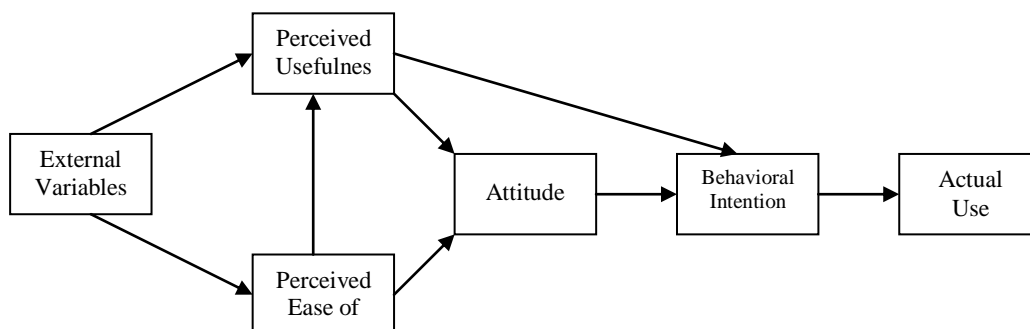 Perceived
Usefulnes
External
Variables
Attitude
Behavioral
Intention
Actual
Use
Perceived
Ease of